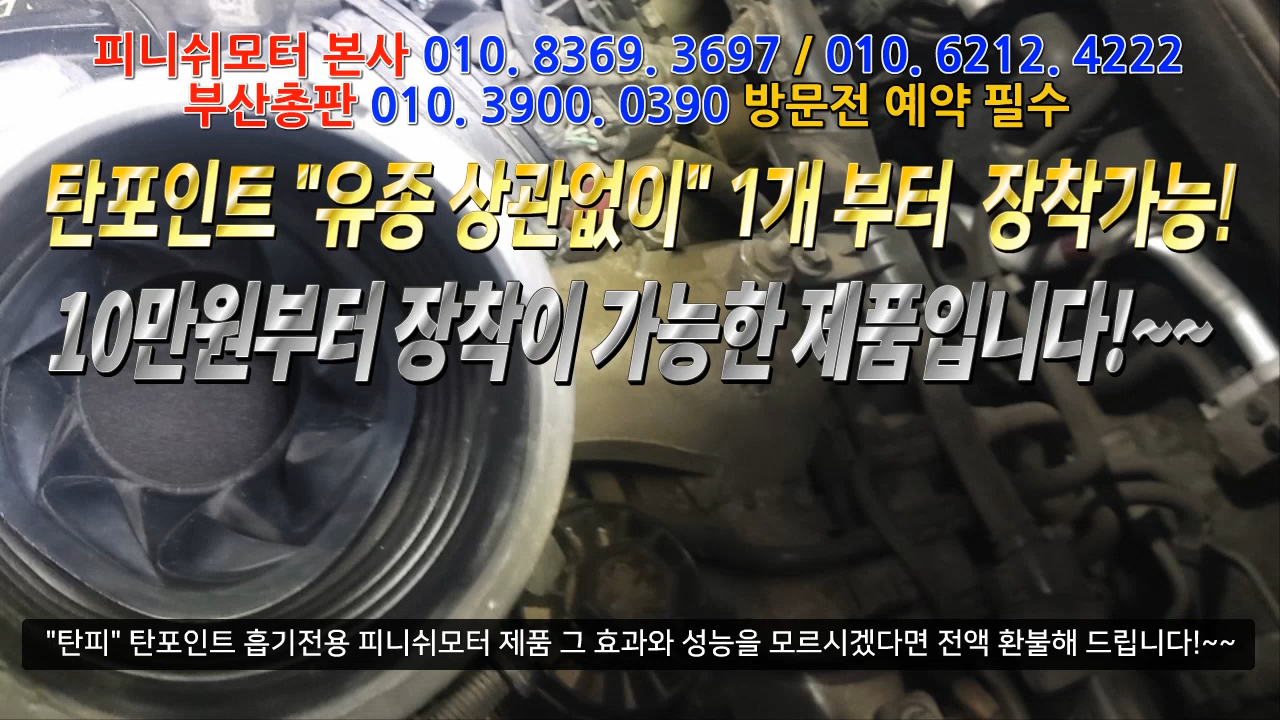 피니쉬모터 본사 010. 8369. 3697 / 010. 6212. 4222
부산총판 010. 3900. 0390 방문전 예약 필수
탄포인트 "유종 상관없이" 1개 부터 장착가능!
10만원부터 장착이 가능한 제품입니다!~~
"탄피" 탄포인트 흡기전용 피니쉬모터 제품 그 효과와 성능을 모르시겠다면 전액 환불해 드립니다!~~